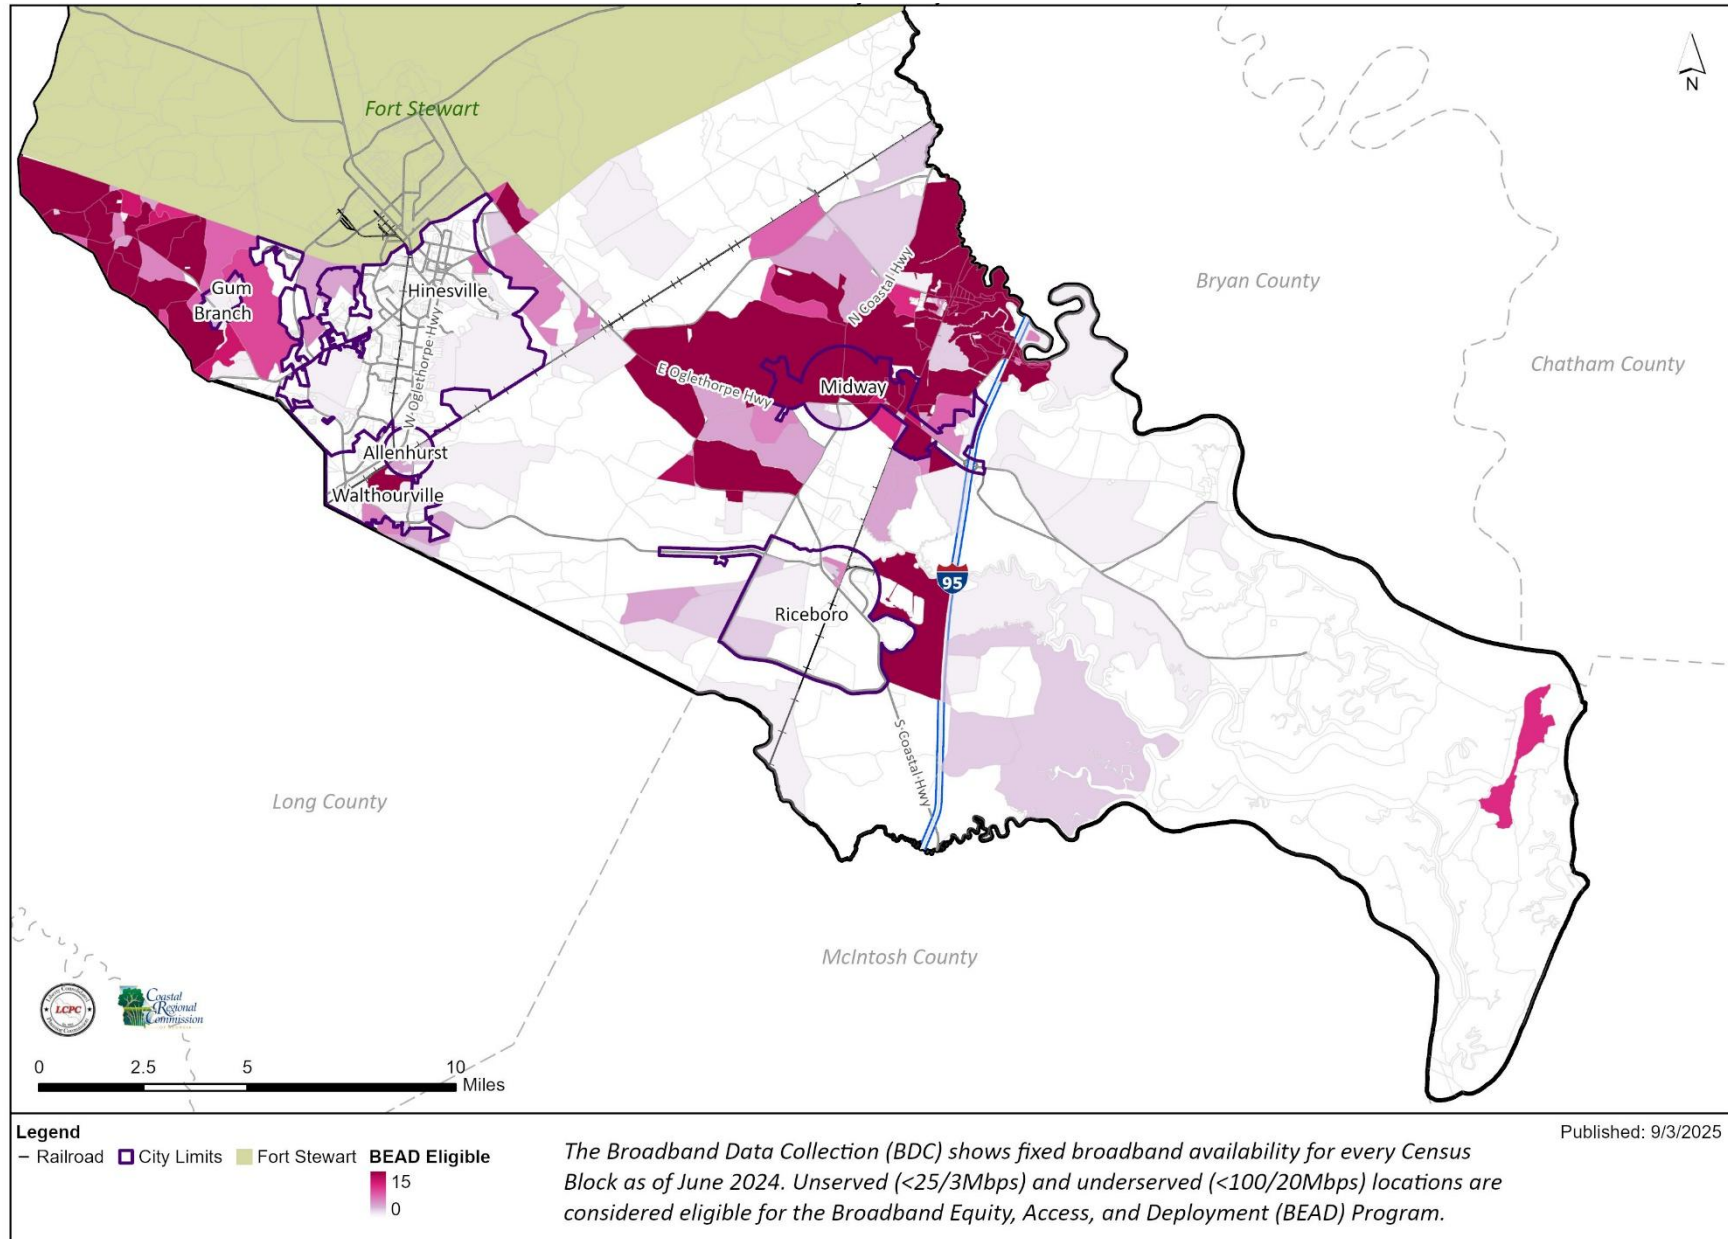 Fort Stewart
N
Bryan County
Chatham County
Gum
Branch
Hinesville
N Coastal Hwy
W Oglethorpe Hwy
E Oglethorpe Hwy
Midway
Allenhurst
Walthourville
95
Riceboro
S Coastal Hwy
Long County
McIntosh County
LCPC
Coastal
Regional
Commission
0 2.5 5 10
Miles
Legend
Railroad City Limits Fort Stewart BEAD Eligible
15
0
The Broadband Data Collection (BDC) shows fixed broadband availability for every Census
Block as of June 2024. Unserved (<25/3Mbps) and underserved (<100/20Mbps) locations are
considered eligible for the Broadband Equity, Access, and Deployment (BEAD) Program.
Published: 9/3/2025